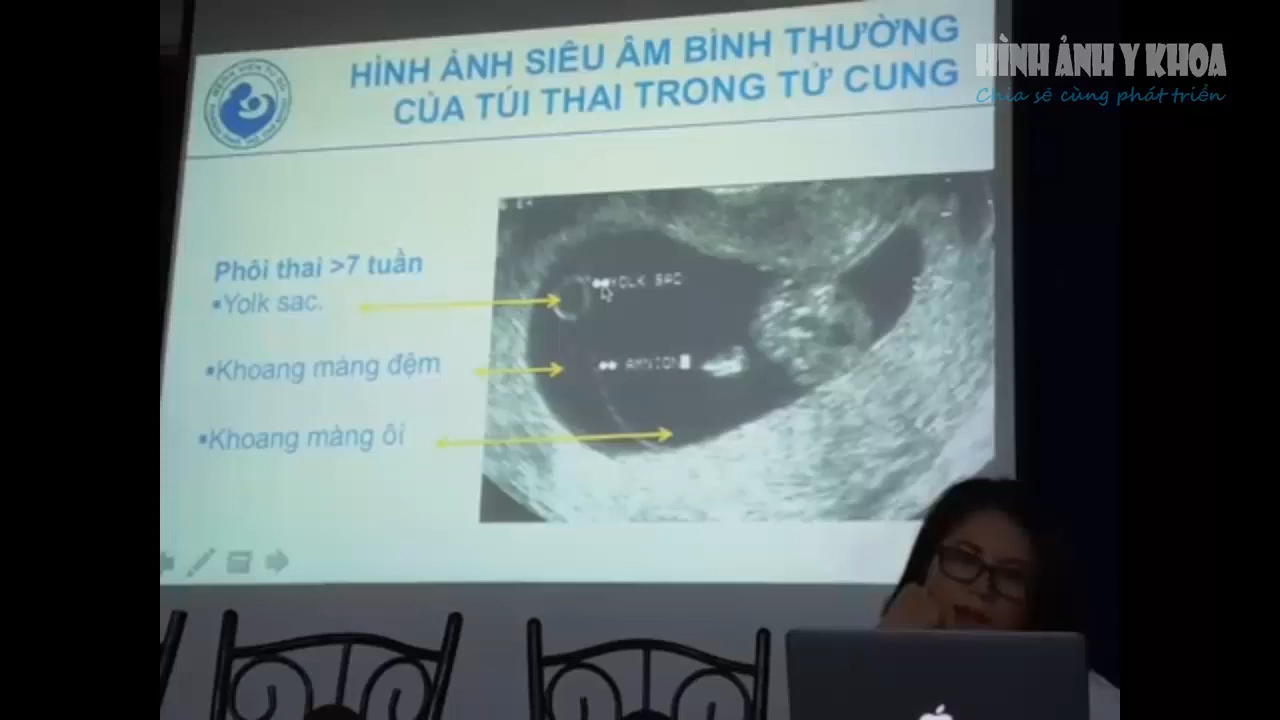 HÌNH ẢNH SIÊU ÂM BÌNH THƯỜNG
CỦA TÚI THAI TRONG TỬ CUNG
HÌNH ẢNH Y KHOA
Chia sẻ cùng phát triển
Phôi thai >7 tuần
▪Yolk sac.
▪Khoang màng đệm
▪Khoang màng ối
YOLK SAC
AMNION